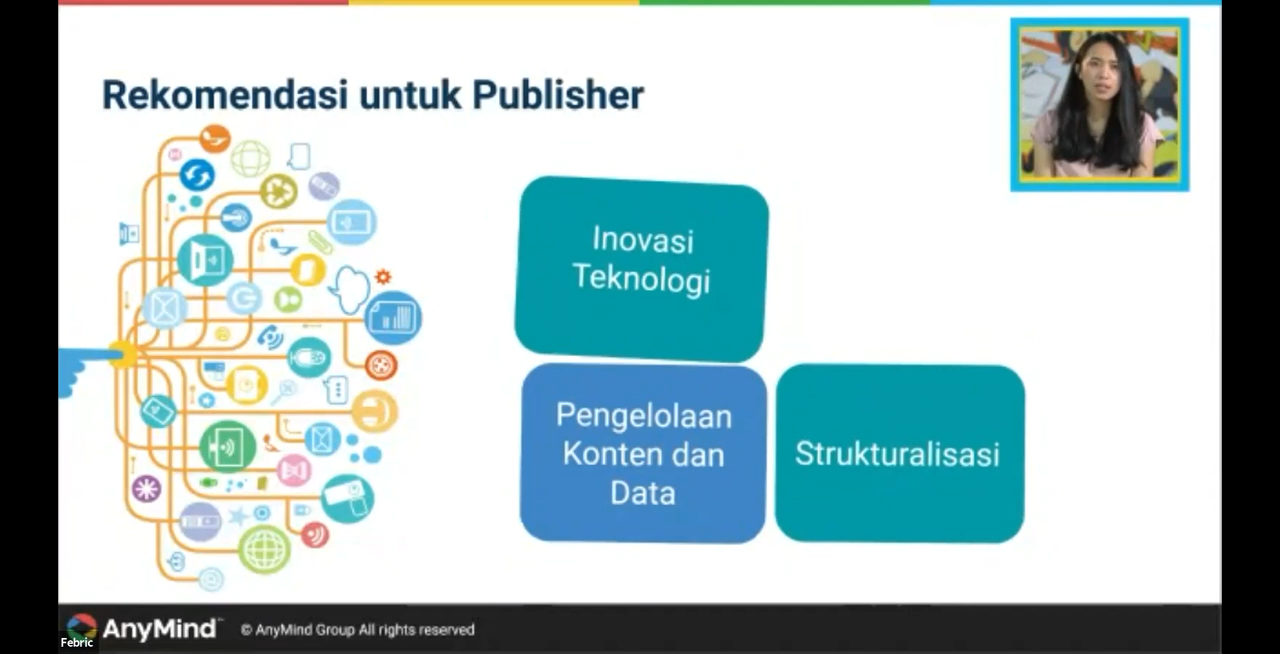 Rekomendasi untuk Publisher
Inovasi
Teknologi
Pengelolaan
Konten dan
Data
Strukturalisasi
AnyMind
© AnyMind Group All rights reserved
Febric